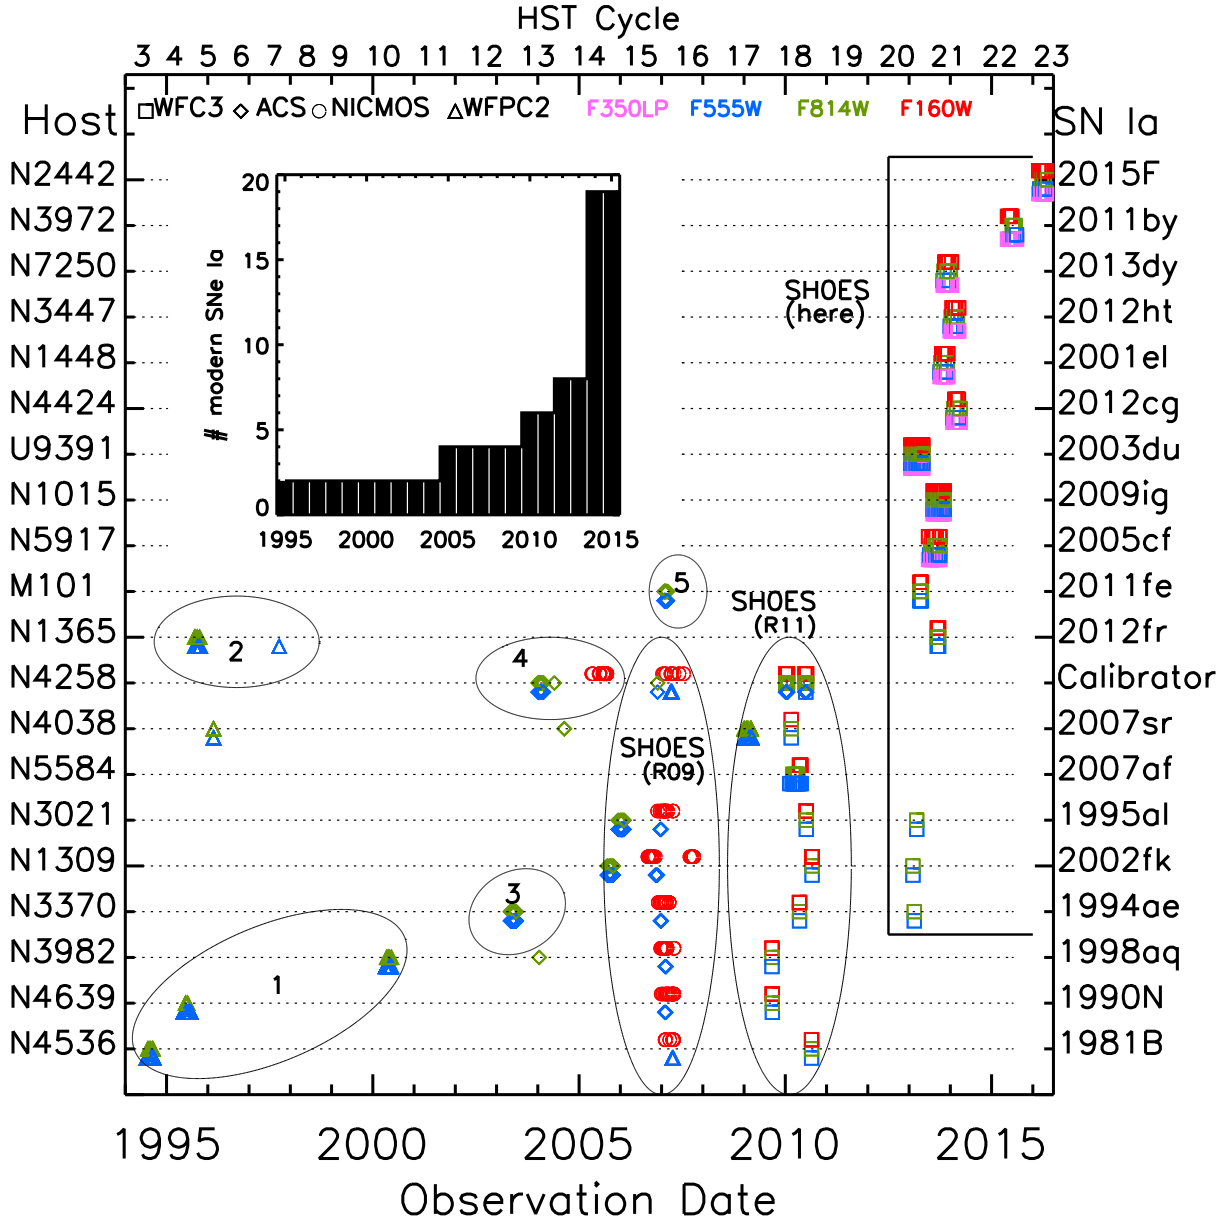 HST Cycle
3 4 5 6 7 8 9 10 11 12 13 14 15 16 17 18 19 20 21 22 23
WFC3 ACS NICMOS WFPC2 F350LP F555W F814W F160W
Host SN Ia
N2442 2015F
N3972 2011by
N7250 2013dy
N3447 2012ht
N1448 2001el
N4424 2012cg
U9391 2003du
N1015 2009ig
N5917 2005cf
M101 2011fe
N1365 2012fr
N4258 Calibrator
N4038 2007sr
N5584 2007af
N3021 1995al
N1309 2002fk
N3370 1994ae
N3982 1998aq
N4639 1990N
N4536 1981B
# modern SNe Ia
20
15
10
5
0
1995 2000 2005 2010 2015
SH0ES
(here)
5
SH0ES
(R11)
2
4
SH0ES
(R09)
3
1
1995 2000 2005 2010 2015
Observation Date